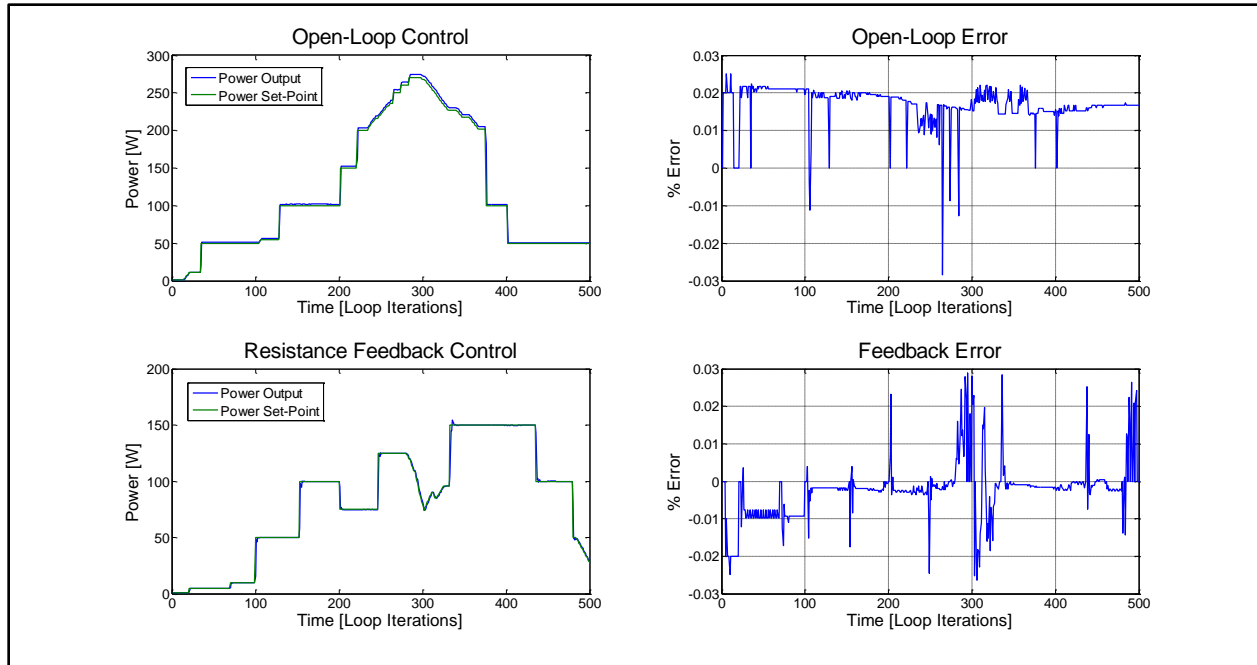 Open-Loop Control
Power [W]
300
250
200
150
100
50
0
Power Output
Power Set-Point
0 100 200 300 400 500
Time [Loop Iterations]
Open-Loop Error
% Error
0.03
0.02
0.01
0
-0.01
-0.02
-0.03
0 100 200 300 400 500
Time [Loop Iterations]
Resistance Feedback Control
Power [W]
200
150
100
50
0
Power Output
Power Set-Point
0 100 200 300 400 500
Time [Loop Iterations]
Feedback Error
% Error
0.03
0.02
0.01
0
-0.01
-0.02
-0.03
0 100 200 300 400 500
Time [Loop Iterations]